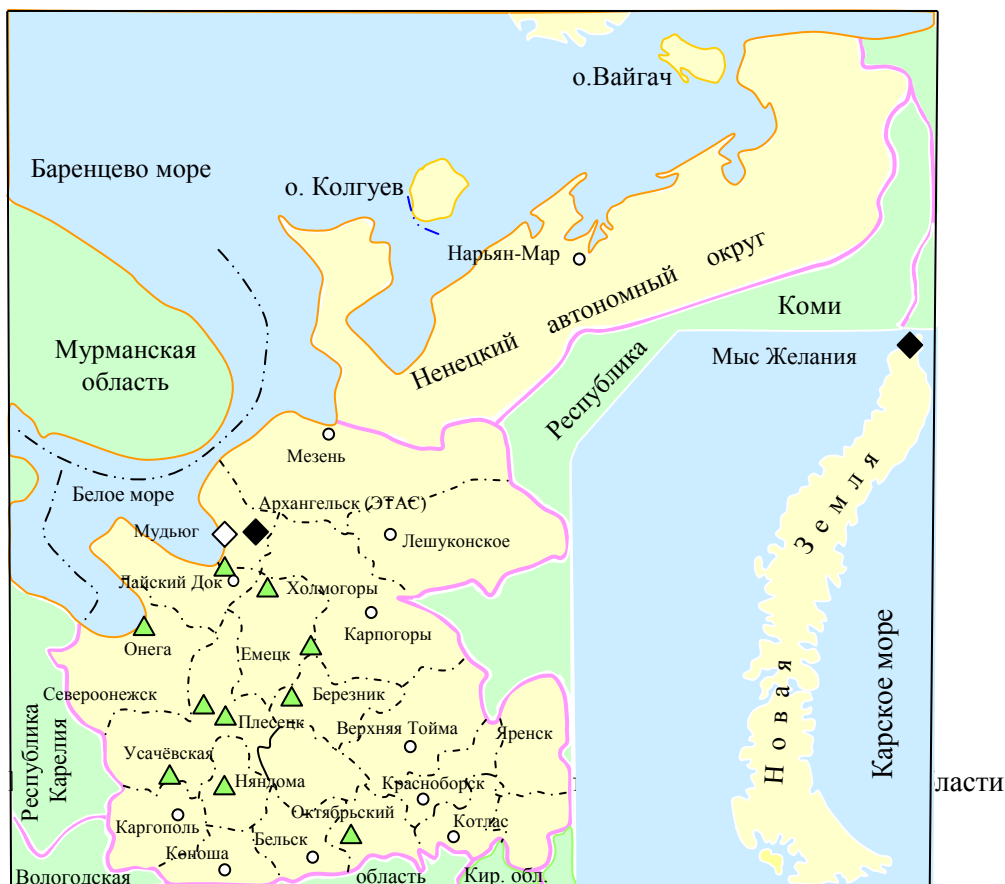 о.Вайгач
Баренцево море
о. Колгуев
Нарьян-Мар
Ненецкий автономный округ
Коми
Республика
Мыс Желания
Мурманская
область
Мезень
Белое море
Архангельск (ЭТАС)
Мудьюг
Лешуконское
Лайский Док
Холмогоры
Карпогоры
Онега
Емецк
Североонежск
Березник
Плесецк
Верхняя Тойма
Яренск
Усачёвская
Няндома
Красноборск
Октябрьский
Каргополь
Котлас
Бельск
Коноша
Республика
Карелия
Вологодская
область
Кир. обл.
Новая Земля
Карское море
ласти